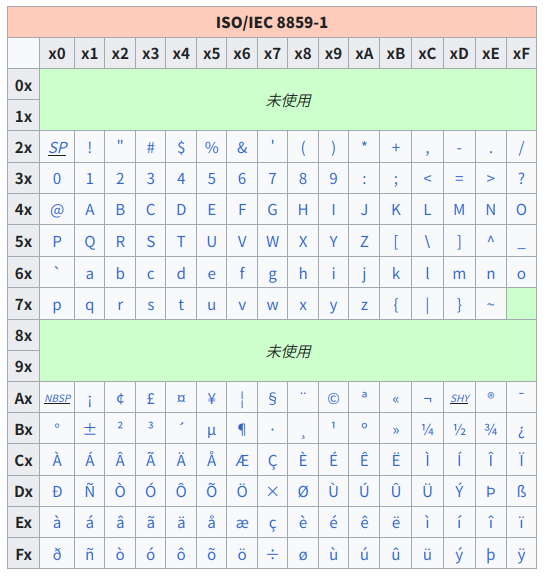 ISO/IEC 8859-1
x0 x1 x2 x3 x4 x5 x6 x7 x8 x9 xA xB xC xD xE xF
0x
未使用
1x
2x SP ! " # $ % & ' ( ) * + , - . /
3x 0 1 2 3 4 5 6 7 8 9 : ; < = > ?
4x @ A B C D E F G H I J K L M N O
5x P Q R S T U V W X Y Z [ \ ] ^ _
6x ` a b c d e f g h i j k l m n o
7x p q r s t u v w x y z { | } ~
8x
未使用
9x
Ax NBSP ¡ ¢ £ ¤ ¥ ¦ § ¨ © ª « ¬ SHY ® ¯
Bx ° ± ² ³ ´ µ ¶ · ¸ ¹ º » ¼ ½ ¾ ¿
Cx À Á Â Ã Ä Å Æ Ç È É Ê Ë Ì Í Î Ï
Dx Ð Ñ Ò Ó Ô Õ Ö × Ø Ù Ú Û Ü Ý Þ ß
Ex à á â ã ä å æ ç è é ê ë ì í î ï
Fx ð ñ ò ó ô õ ö ÷ ø ù ú û ü ý þ ÿ